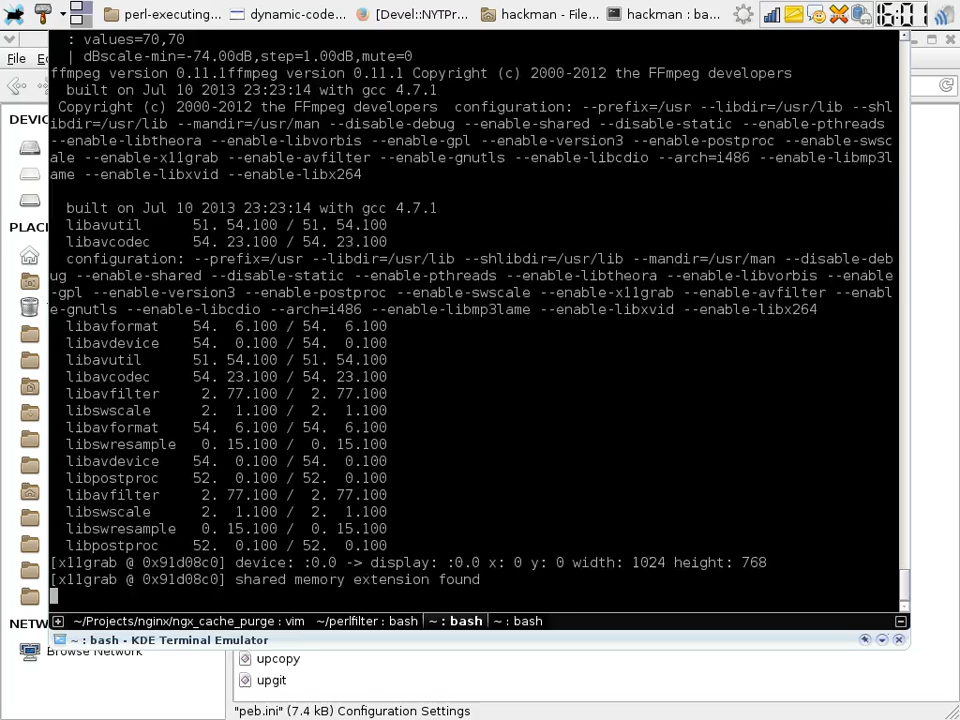 perl-executing...
dynamic-code...
[Devel::NYTPr...
hackman - File...
hackman : ba...
16:01
File
DEVIC
PLACE
NETW
Browse Network
: values=70,70
| dBscale-min=-74.00dB,step=1.00dB,mute=0
ffmpeg version 0.11.1ffmpeg version 0.11.1 Copyright (c) 2000-2012 the FFmpeg developers
built on Jul 10 2013 23:23:14 with gcc 4.7.1
Copyright (c) 2000-2012 the FFmpeg developers  configuration: --prefix=/usr --libdir=/usr/lib --shl
ibdir=/usr/lib --mandir=/usr/man --disable-debug --enable-shared --disable-static --enable-pthreads
--enable-libtheora --enable-libvorbis --enable-gpl --enable-version3 --enable-postproc --enable-swsc
ale --enable-x11grab --enable-avfilter --enable-gnutls --enable-libcdio --arch=i486 --enable-libmp3l
ame --enable-libxvid --enable-libx264
built on Jul 10 2013 23:23:14 with gcc 4.7.1
libavutil      51. 54.100 / 51. 54.100
libavcodec     54. 23.100 / 54. 23.100
configuration: --prefix=/usr --libdir=/usr/lib --shlibdir=/usr/lib --mandir=/usr/man --disable-deb
ug --enable-shared --disable-static --enable-pthreads --enable-libtheora --enable-libvorbis --enable
-gpl --enable-version3 --enable-postproc --enable-swscale --enable-x11grab --enable-avfilter --enabl
e-gnutls --enable-libcdio --arch=i486 --enable-libmp3lame --enable-libxvid --enable-libx264
libavformat    54.  6.100 / 54.  6.100
libavdevice    54.  0.100 / 54.  0.100
libavutil      51. 54.100 / 51. 54.100
libavcodec     54. 23.100 / 54. 23.100
libavfilter     2. 77.100 /  2. 77.100
libswscale      2.  1.100 /  2.  1.100
libavformat    54.  6.100 / 54.  6.100
libswresample   0. 15.100 /  0. 15.100
libavdevice    54.  0.100 / 54.  0.100
libpostproc    52.  0.100 / 52.  0.100
libavfilter     2. 77.100 /  2. 77.100
libswscale      2.  1.100 /  2.  1.100
libswresample   0. 15.100 /  0. 15.100
libpostproc    52.  0.100 / 52.  0.100
[x11grab @ 0x91d08c0] device: :0.0 -> display: :0.0 x: 0 y: 0 width: 1024 height: 768
[x11grab @ 0x91d08c0] shared memory extension found
~/Projects/nginx/ngx_cache_purge : vim
~/perlfilter : bash
~ : bash
~ : bash
~ : bash - KDE Terminal Emulator
upcopy
upgit
"peb.ini" (7.4 kB) Configuration Settings